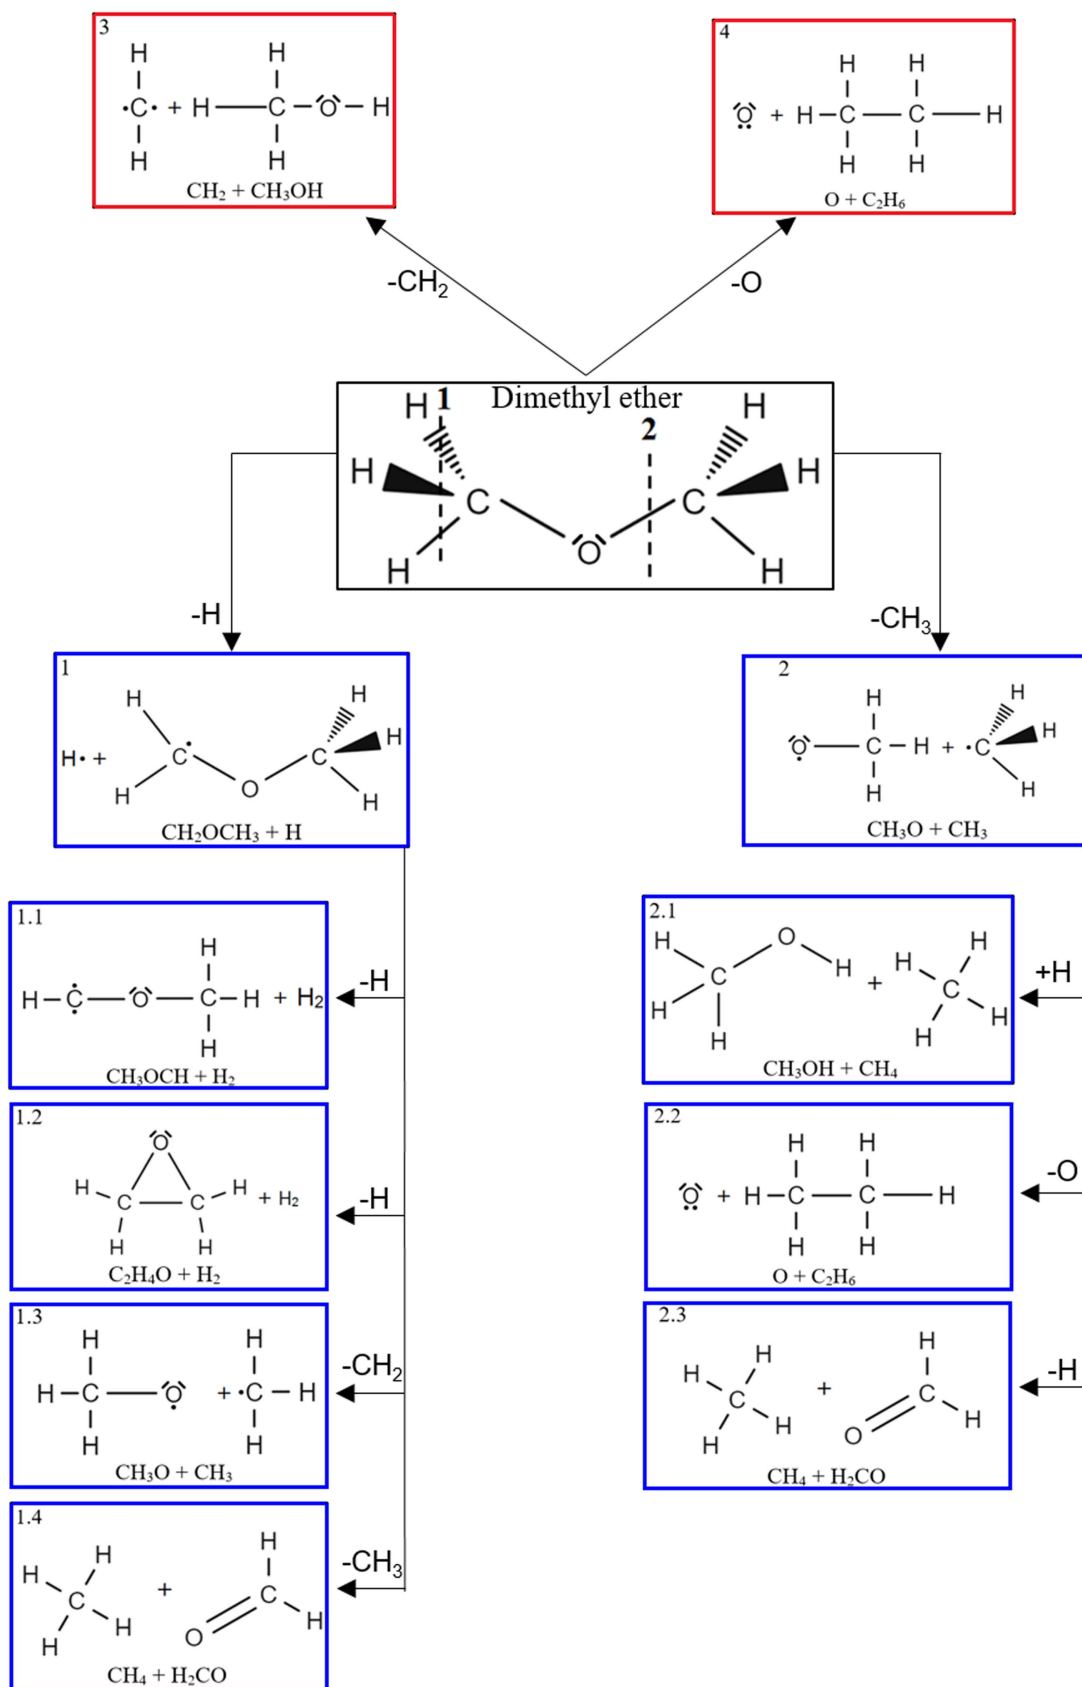 3
H
·C· + H C O H
H H
H H
CH₂ + CH₃OH
4
H H
O + H C C H
H H
O + C₂H₆
-CH₂
-O
Dimethyl ether
1
2
H H
H H
C C
O
H H
-H
-CH₃
1
H H
H· + C C H
O
H H
CH₂OCH₃ + H
2
H H
O C H + ·C H
H H
CH₃O + CH₃
1.1
H
H C O C H + H₂
H
CH₃OCH + H₂
-H
1.2
O
H C C H + H₂
H H
C₂H₄O + H₂
-H
1.3
H H
H C O + ·C H
H H
CH₃O + CH₃
-CH₂
1.4
H H
H C + C
H H O H
CH₄ + H₂CO
-CH₃
2.1
H O H
C H + H C
H H H H
CH₃OH + CH₄
+H
2.2
H H
O + H C C H
H H
O + C₂H₆
-O
2.3
H H
H C + C
H H O H
CH₄ + H₂CO
-H